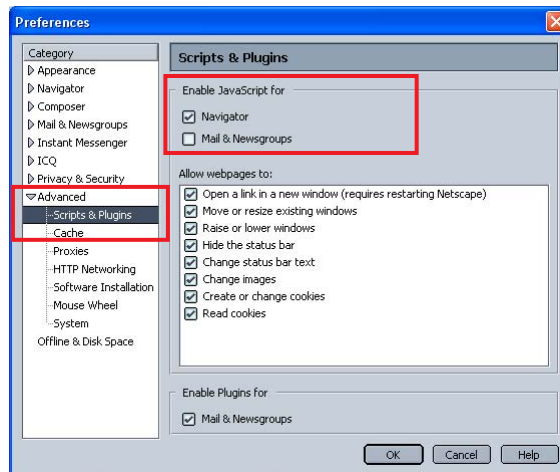 Preferences
Category
Appearance
Navigator
Composer
Mail & Newsgroups
Instant Messenger
ICQ
Privacy & Security
Advanced
Scripts & Plugins
Cache
Proxies
HTTP Networking
Software Installation
Mouse Wheel
System
Offline & Disk Space
Scripts & Plugins
Enable JavaScript for
Navigator
Mail & Newsgroups
Allow webpages to:
Open a link in a new window (requires restarting Netscape)
Move or resize existing windows
Raise or lower windows
Hide the status bar
Change status bar text
Change images
Create or change cookies
Read cookies
Enable Plugins for
Mail & Newsgroups
OK Cancel Help